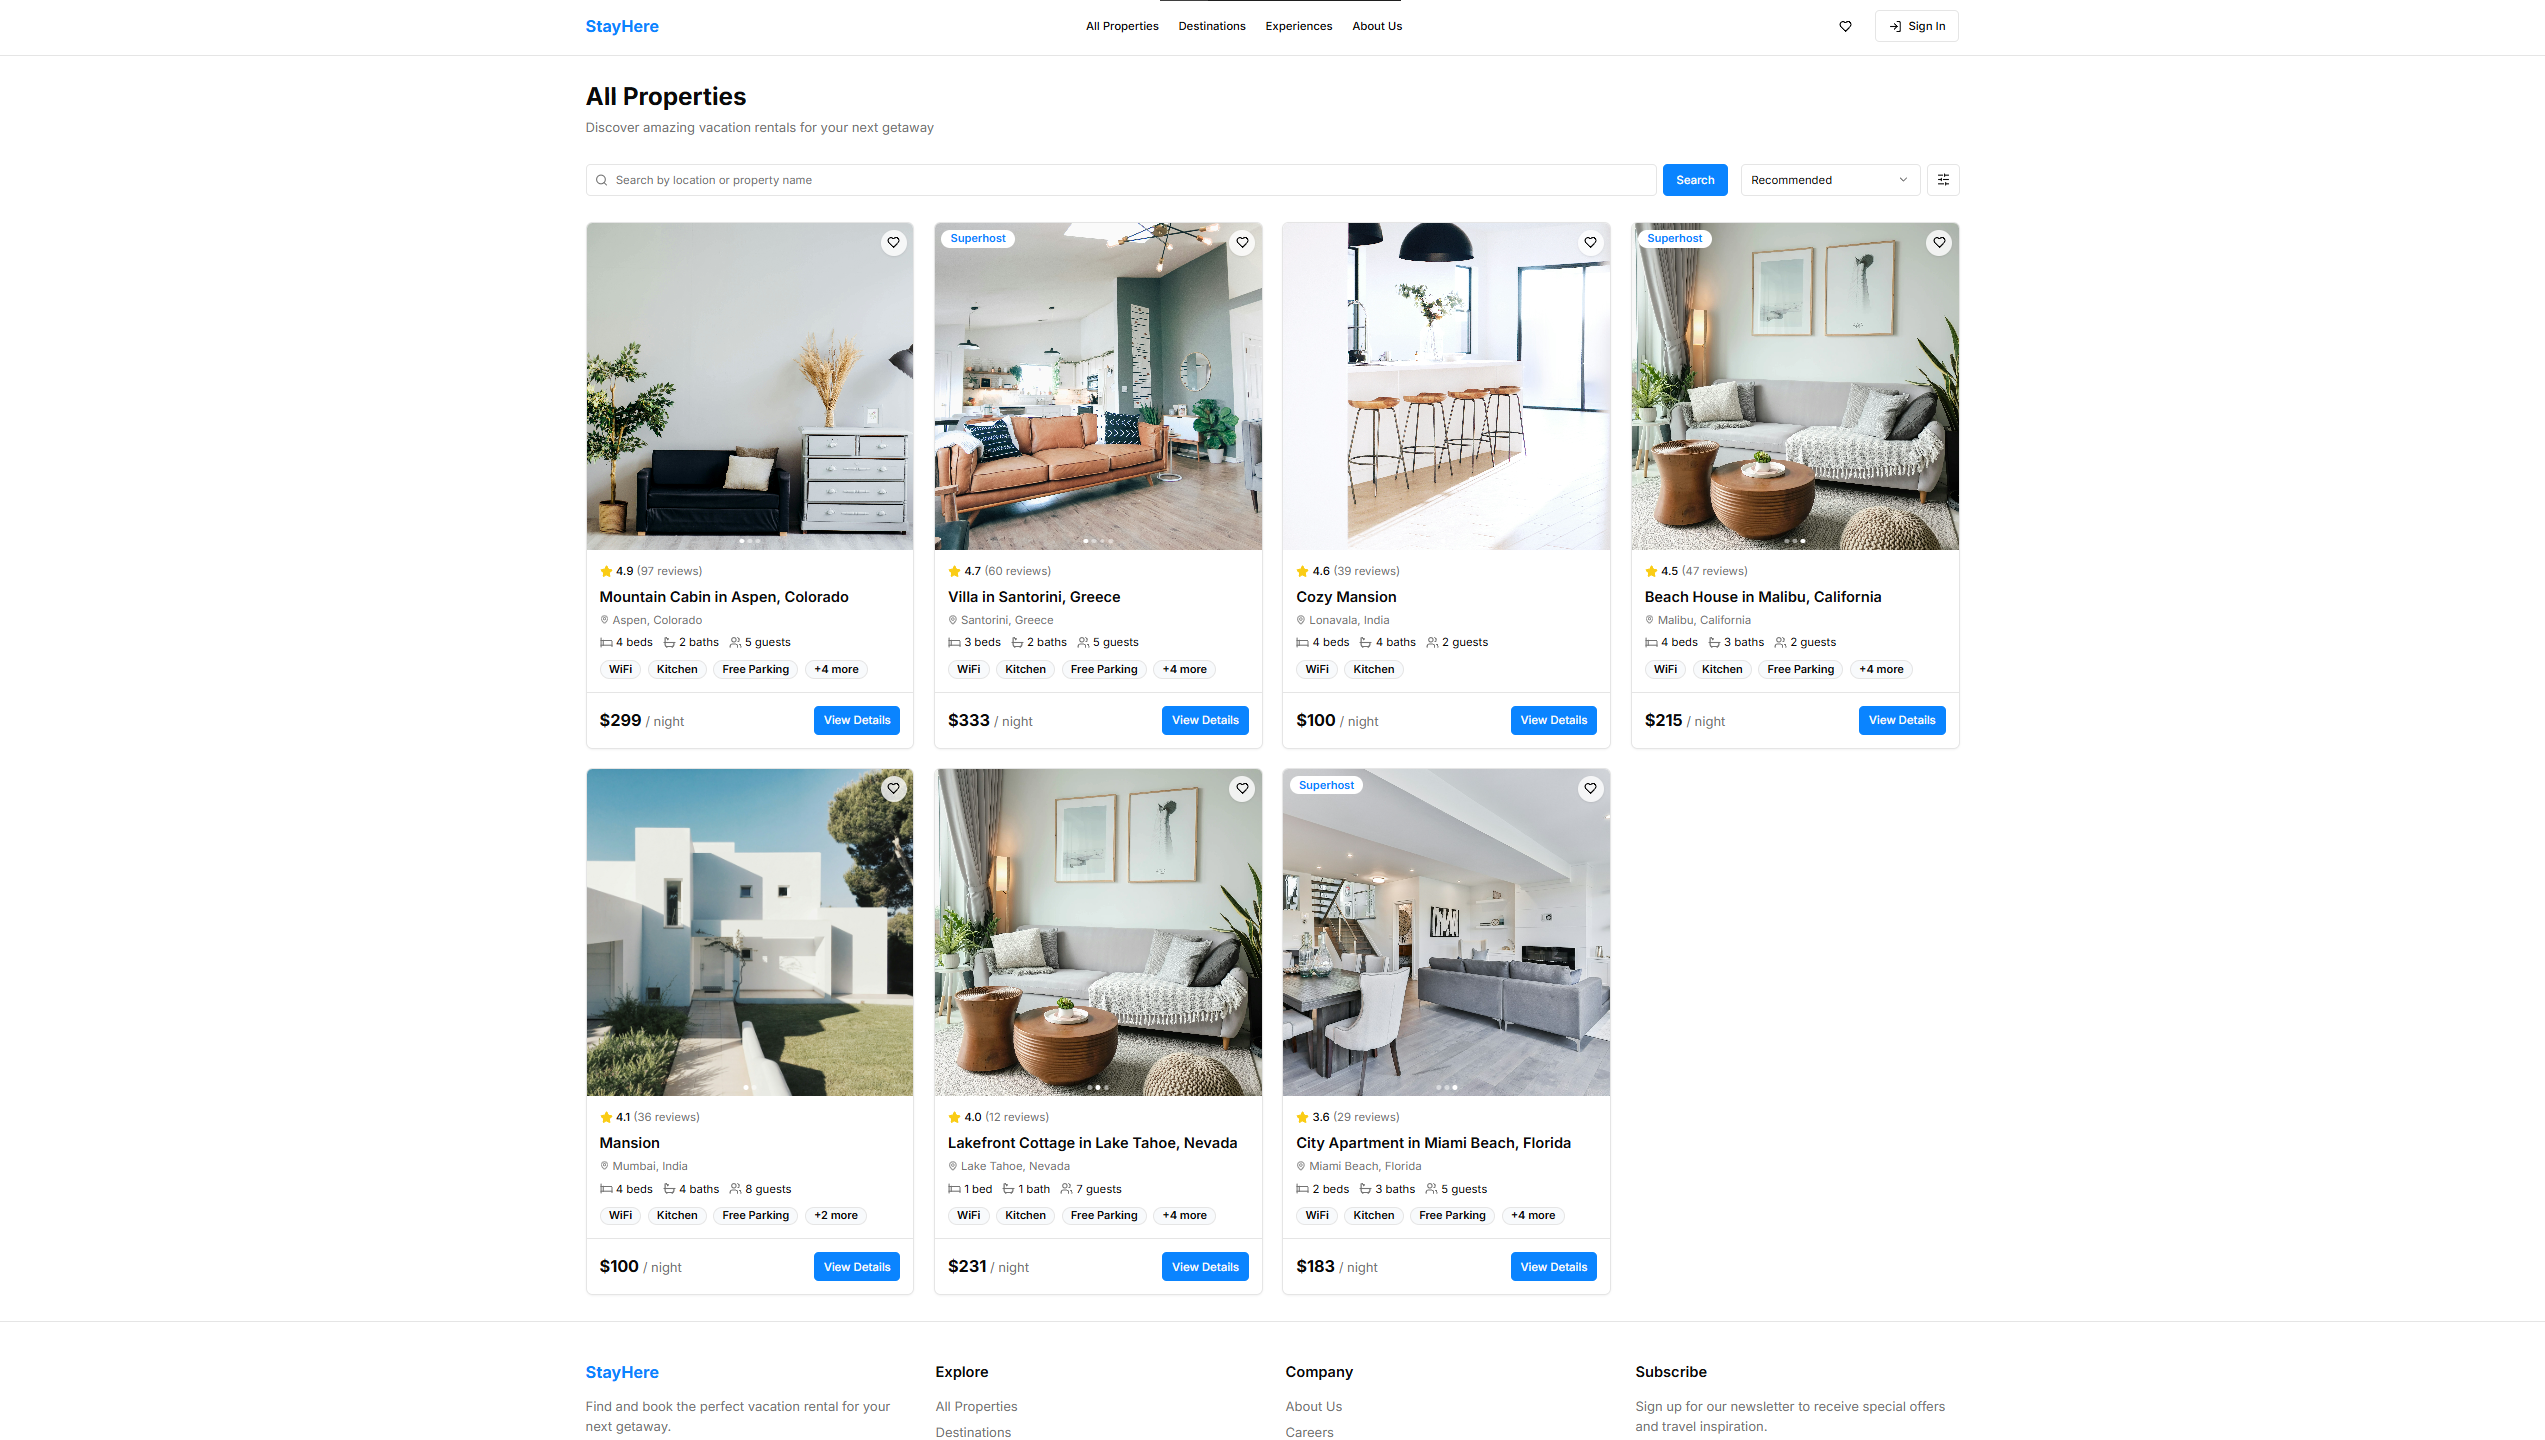 StayHere
All Properties Destinations Experiences About Us
Sign In
All Properties
Discover amazing vacation rentals for your next getaway
Search by location or property name
Search
Recommended
4.9 (97 reviews)
Mountain Cabin in Aspen, Colorado
Aspen, Colorado
4 beds 2 baths 5 guests
WiFi Kitchen Free Parking +4 more
$299 / night View Details
Superhost
4.7 (60 reviews)
Villa in Santorini, Greece
Santorini, Greece
3 beds 2 baths 5 guests
WiFi Kitchen Free Parking +4 more
$333 / night View Details
4.6 (39 reviews)
Cozy Mansion
Lonavala, India
4 beds 4 baths 2 guests
WiFi Kitchen
$100 / night View Details
Superhost
4.5 (47 reviews)
Beach House in Malibu, California
Malibu, California
4 beds 3 baths 2 guests
WiFi Kitchen Free Parking +4 more
$215 / night View Details
4.1 (36 reviews)
Mansion
Mumbai, India
4 beds 4 baths 8 guests
WiFi Kitchen Free Parking +2 more
$100 / night View Details
4.0 (12 reviews)
Lakefront Cottage in Lake Tahoe, Nevada
Lake Tahoe, Nevada
1 bed 1 bath 7 guests
WiFi Kitchen Free Parking +4 more
$231 / night View Details
Superhost
3.6 (29 reviews)
City Apartment in Miami Beach, Florida
Miami Beach, Florida
2 beds 3 baths 5 guests
WiFi Kitchen Free Parking +4 more
$183 / night View Details
StayHere
Find and book the perfect vacation rental for your
next getaway.
Explore
All Properties
Destinations
Company
About Us
Careers
Subscribe
Sign up for our newsletter to receive special offers
and travel inspiration.